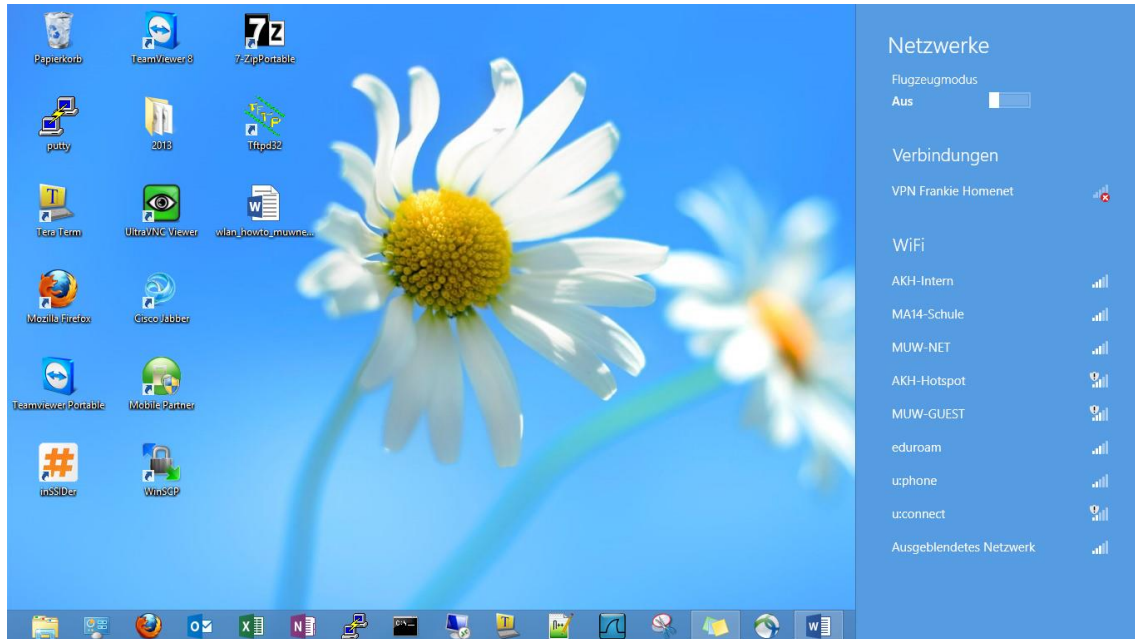 Papierkorb
TeamViewer 8
7-ZipPortable
putty
2013
Tftpd32
Tera Term
UltraVNC Viewer
wlan_howto_muwne...
Mozilla Firefox
Cisco Jabber
Teamviewer Portable
Mobile Partner
inSSIDer
WinSCP
Netzwerke
Flugzeugmodus
Aus
Verbindungen
VPN Frankie Homenet
WiFi
AKH-Intern
MA14-Schule
MUW-NET
AKH-Hotspot
MUW-GUEST
eduroam
u:phone
u:connect
Ausgeblendetes Netzwerk